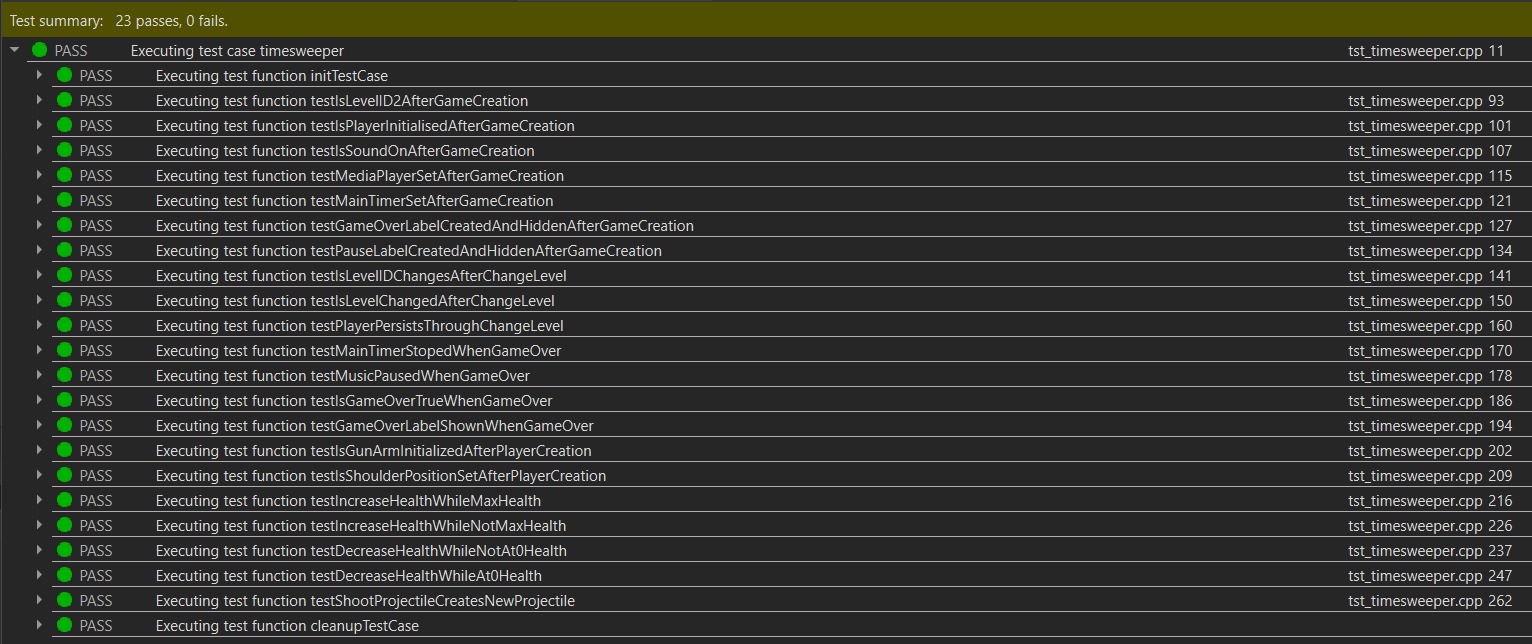 Test summary: 23 passes, 0 fails.
PASS Executing test case timesweeper tst_timesweeper.cpp 11
PASS Executing test function initTestCase
PASS Executing test function testIsLevelID2AfterGameCreation tst_timesweeper.cpp 93
PASS Executing test function testIsPlayerInitialisedAfterGameCreation tst_timesweeper.cpp 101
PASS Executing test function testIsSoundOnAfterGameCreation tst_timesweeper.cpp 107
PASS Executing test function testMediaPlayerSetAfterGameCreation tst_timesweeper.cpp 115
PASS Executing test function testMainTimerSetAfterGameCreation tst_timesweeper.cpp 121
PASS Executing test function testGameOverLabelCreatedAndHiddenAfterGameCreation tst_timesweeper.cpp 127
PASS Executing test function testPauseLabelCreatedAndHiddenAfterGameCreation tst_timesweeper.cpp 134
PASS Executing test function testIsLevelIDChangesAfterChangeLevel tst_timesweeper.cpp 141
PASS Executing test function testIsLevelChangedAfterChangeLevel tst_timesweeper.cpp 150
PASS Executing test function testPlayerPersistsThroughChangeLevel tst_timesweeper.cpp 160
PASS Executing test function testMainTimerStopedWhenGameOver tst_timesweeper.cpp 170
PASS Executing test function testMusicPausedWhenGameOver tst_timesweeper.cpp 178
PASS Executing test function testIsGameOverTrueWhenGameOver tst_timesweeper.cpp 186
PASS Executing test function testGameOverLabelShownWhenGameOver tst_timesweeper.cpp 194
PASS Executing test function testIsGunArmInitializedAfterPlayerCreation tst_timesweeper.cpp 202
PASS Executing test function testIsShoulderPositionSetAfterPlayerCreation tst_timesweeper.cpp 209
PASS Executing test function testIncreaseHealthWhileMaxHealth tst_timesweeper.cpp 216
PASS Executing test function testIncreaseHealthWhileNotMaxHealth tst_timesweeper.cpp 226
PASS Executing test function testDecreaseHealthWhileNotAt0Health tst_timesweeper.cpp 237
PASS Executing test function testDecreaseHealthWhileAt0Health tst_timesweeper.cpp 247
PASS Executing test function testShootProjectileCreatesNewProjectile tst_timesweeper.cpp 262
PASS Executing test function cleanupTestCase